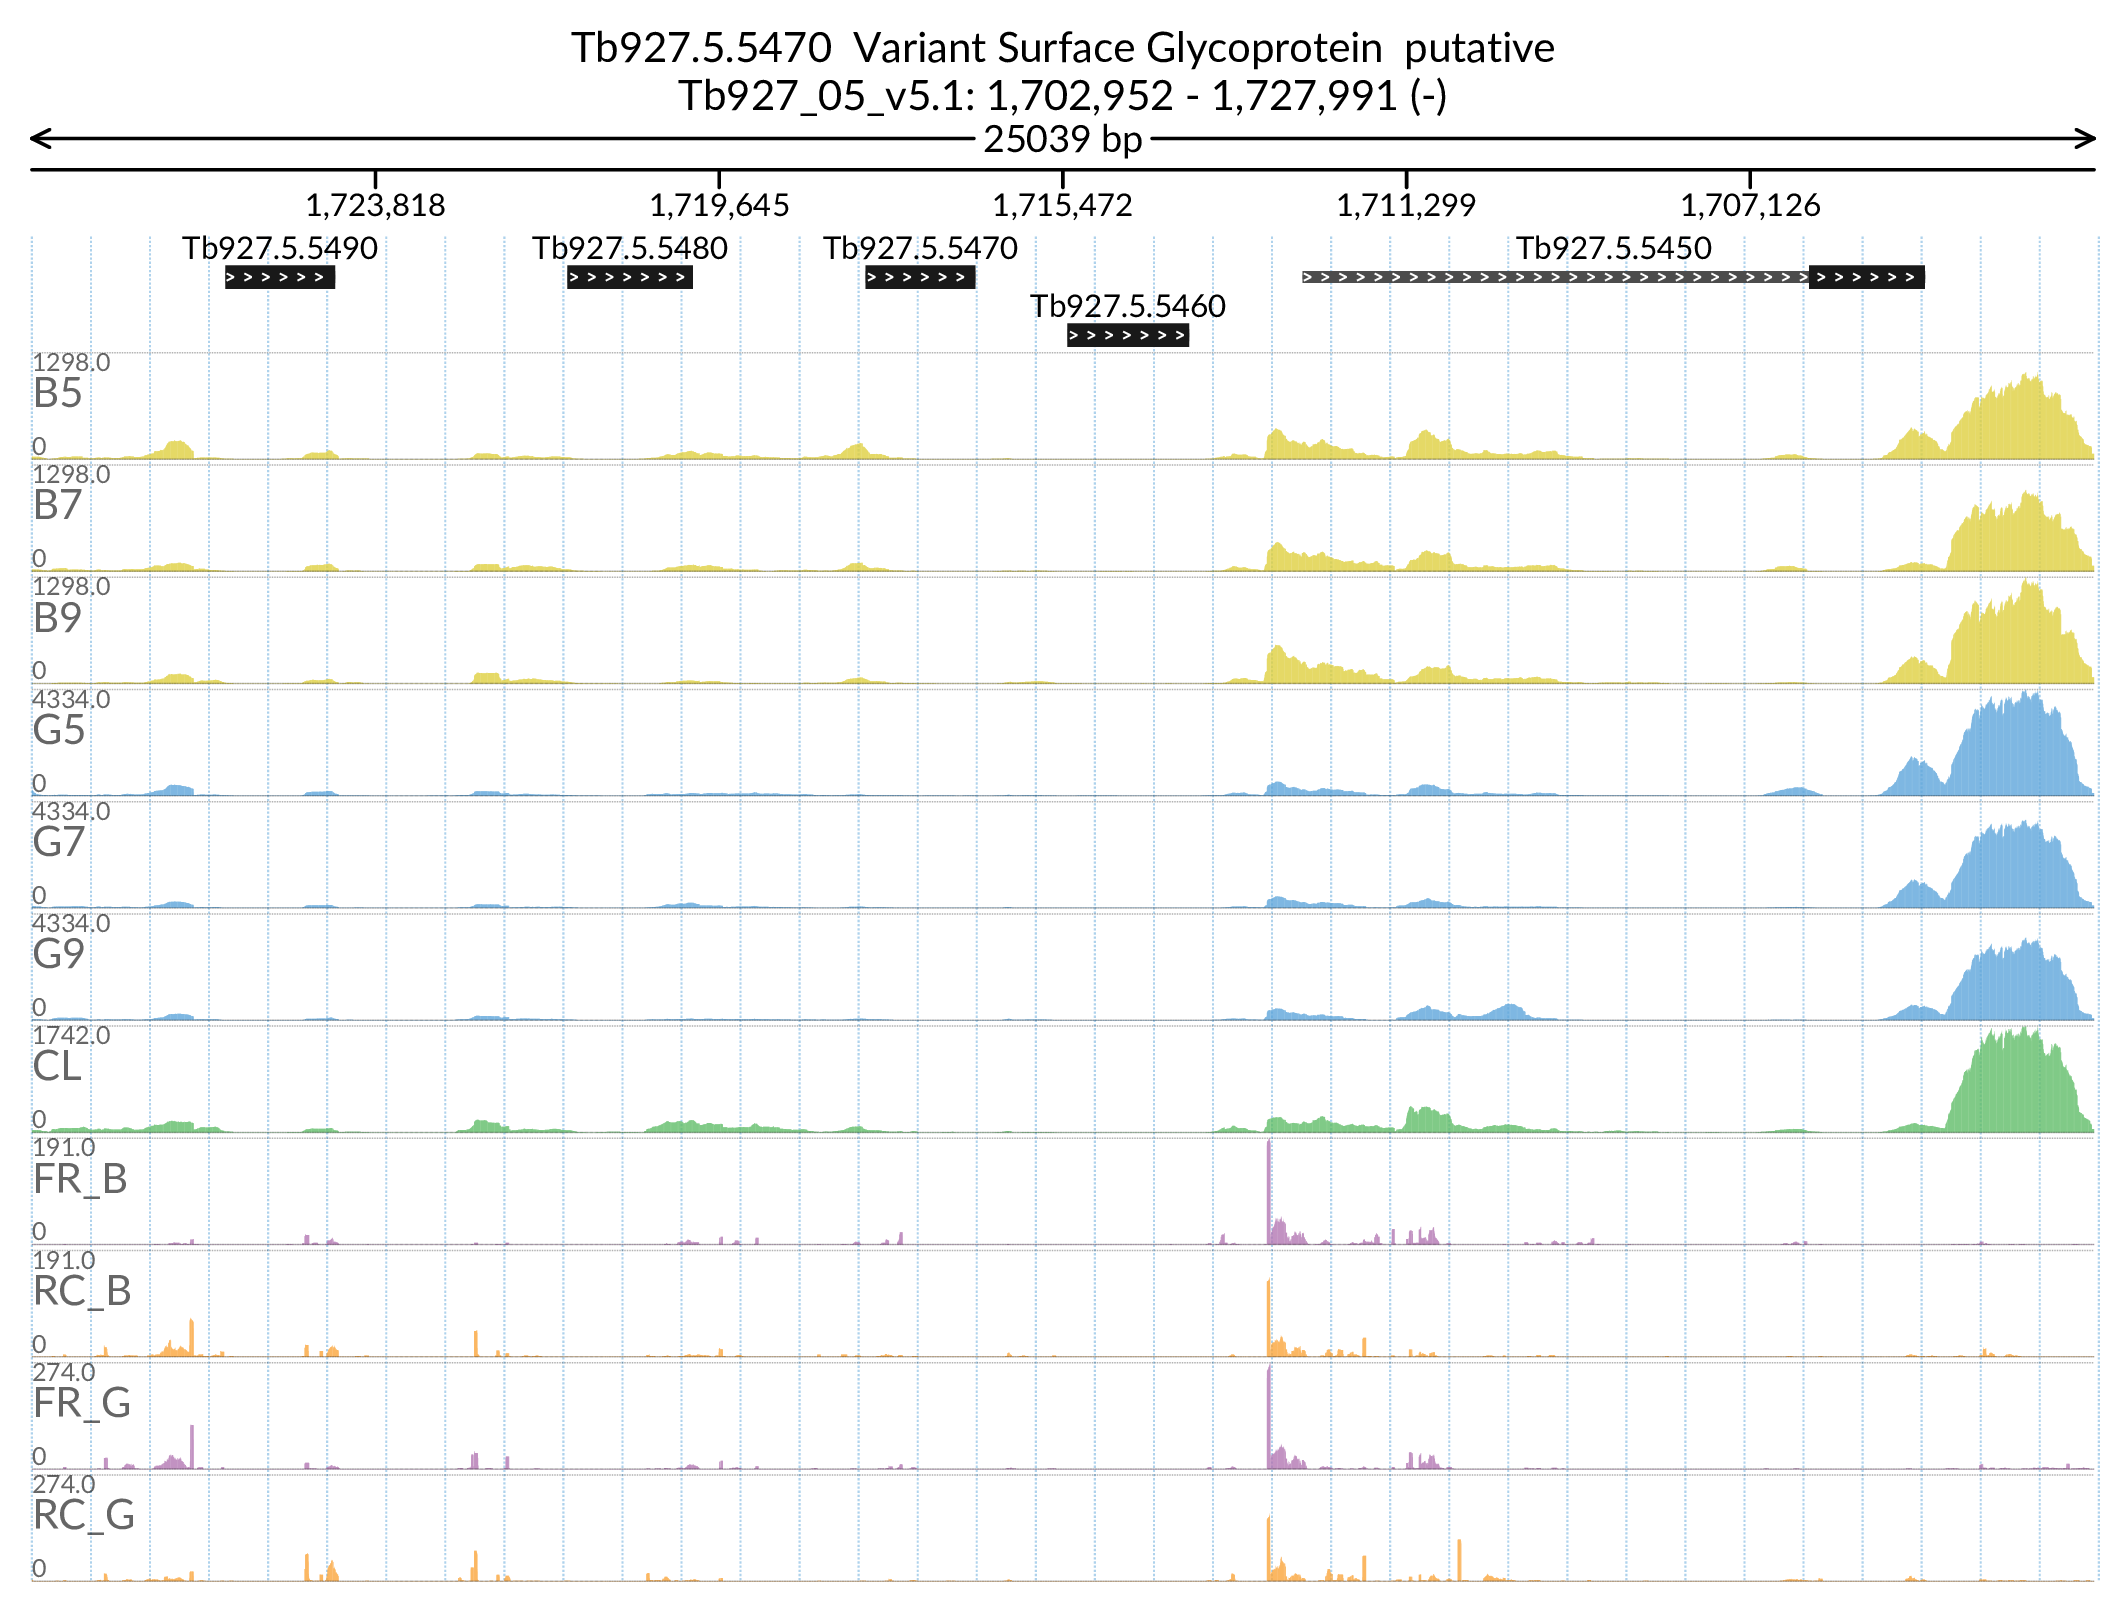 Tb927.5.5470  Variant Surface Glycoprotein  putative
Tb927_05_v5.1: 1,702,952 - 1,727,991 (-)
25039 bp
1,723,818 1,719,645 1,715,472 1,711,299 1,707,126
Tb927.5.5490 Tb927.5.5480 Tb927.5.5470 Tb927.5.5450
Tb927.5.5460
1298.0
B5
0
1298.0
B7
0
1298.0
B9
0
4334.0
G5
0
4334.0
G7
0
4334.0
G9
0
1742.0
CL
0
191.0
FR_B
0
191.0
RC_B
0
274.0
FR_G
0
274.0
RC_G
0